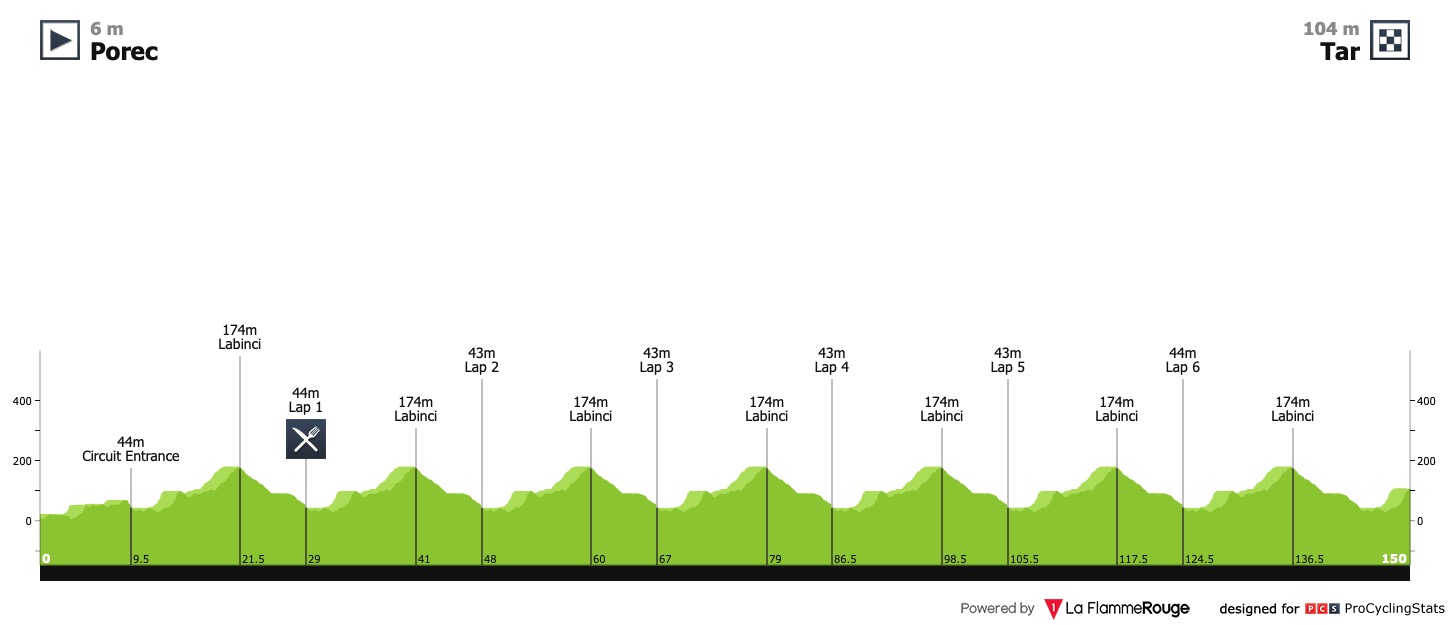 6 m
Porec
104 m
Tar
174m
Labinci
43m
Lap 2
43m
Lap 3
43m
Lap 4
43m
Lap 5
44m
Lap 6
44m
Lap 1
174m
Labinci
174m
Labinci
174m
Labinci
174m
Labinci
174m
Labinci
174m
Labinci
44m
Circuit Entrance
400
400
200
200
0
0
0 9.5 21.5 29 41 48 60 67 79 86.5 98.5 105.5 117.5 124.5 136.5 150
Powered by 1 La FlammeRouge designed for PCS ProCyclingStats